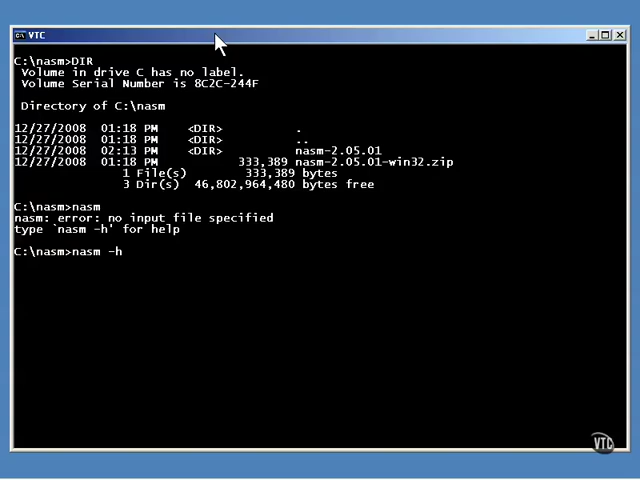 VTC
C:\nasm>DIR
Volume in drive C has no label.
Volume Serial Number is 8C2C-244F
Directory of C:\nasm
12/27/2008 01:18 PM <DIR> .
12/27/2008 01:18 PM <DIR> ..
12/27/2008 02:13 PM <DIR> nasm-2.05.01
12/27/2008 01:18 PM 333,389 nasm-2.05.01-win32.zip
1 File(s) 333,389 bytes
3 Dir(s) 46,802,964,480 bytes free
C:\nasm>nasm
nasm: error: no input file specified
type `nasm -h' for help
C:\nasm>nasm -h
VTC